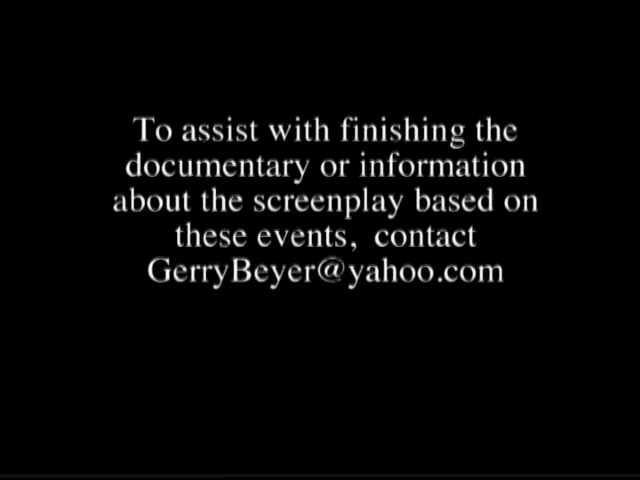 To assist with finishing the
documentary or information
about the screenplay based on
these events, contact
GerryBeyer@yahoo.com